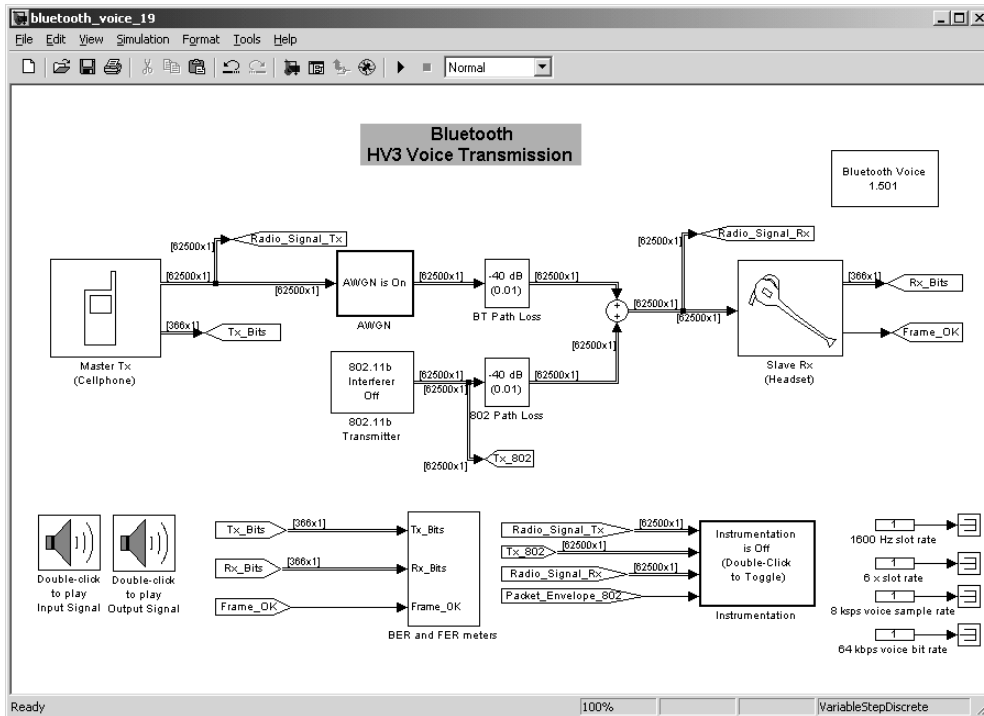 bluetooth_voice_19
File Edit View Simulation Format Tools Help
Normal
Bluetooth
HV3 Voice Transmission
Bluetooth Voice
1.501
Radio_Signal_Tx
[62500x1]
[62500x1]
[62500x1]
[366x1]
Tx_Bits
Master Tx
(Cellphone)
AWGN is On
AWGN
[62500x1]
-40 dB
(0.01)
BT Path Loss
[62500x1]
802.11b
Interferer
Off
802.11b
Transmitter
[62500x1]
[62500x1]
-40 dB
(0.01)
802 Path Loss
[62500x1]
[62500x1]
Tx_802
[62500x1]
+
+
[62500x1]
[62500x1]
[62500x1]
Radio_Signal_Rx
Slave Rx
(Headset)
[366x1]
Rx_Bits
Frame_OK
Double-click
to play
Input Signal
Double-click
to play
Output Signal
Tx_Bits
[366x1]
Tx_Bits
Rx_Bits
[366x1]
Rx_Bits
Frame_OK
Frame_OK
BER and FER meters
Radio_Signal_Tx
[62500x1]
Tx_802
[62500x1]
Radio_Signal_Rx
[62500x1]
Packet_Envelope_802
Instrumentation
is Off
(Double-Click
to Toggle)
Instrumentation
1
1600 Hz slot rate
1
6 x slot rate
1
8 ksps voice sample rate
1
64 kbps voice bit rate
Ready
100%
VariableStepDiscrete